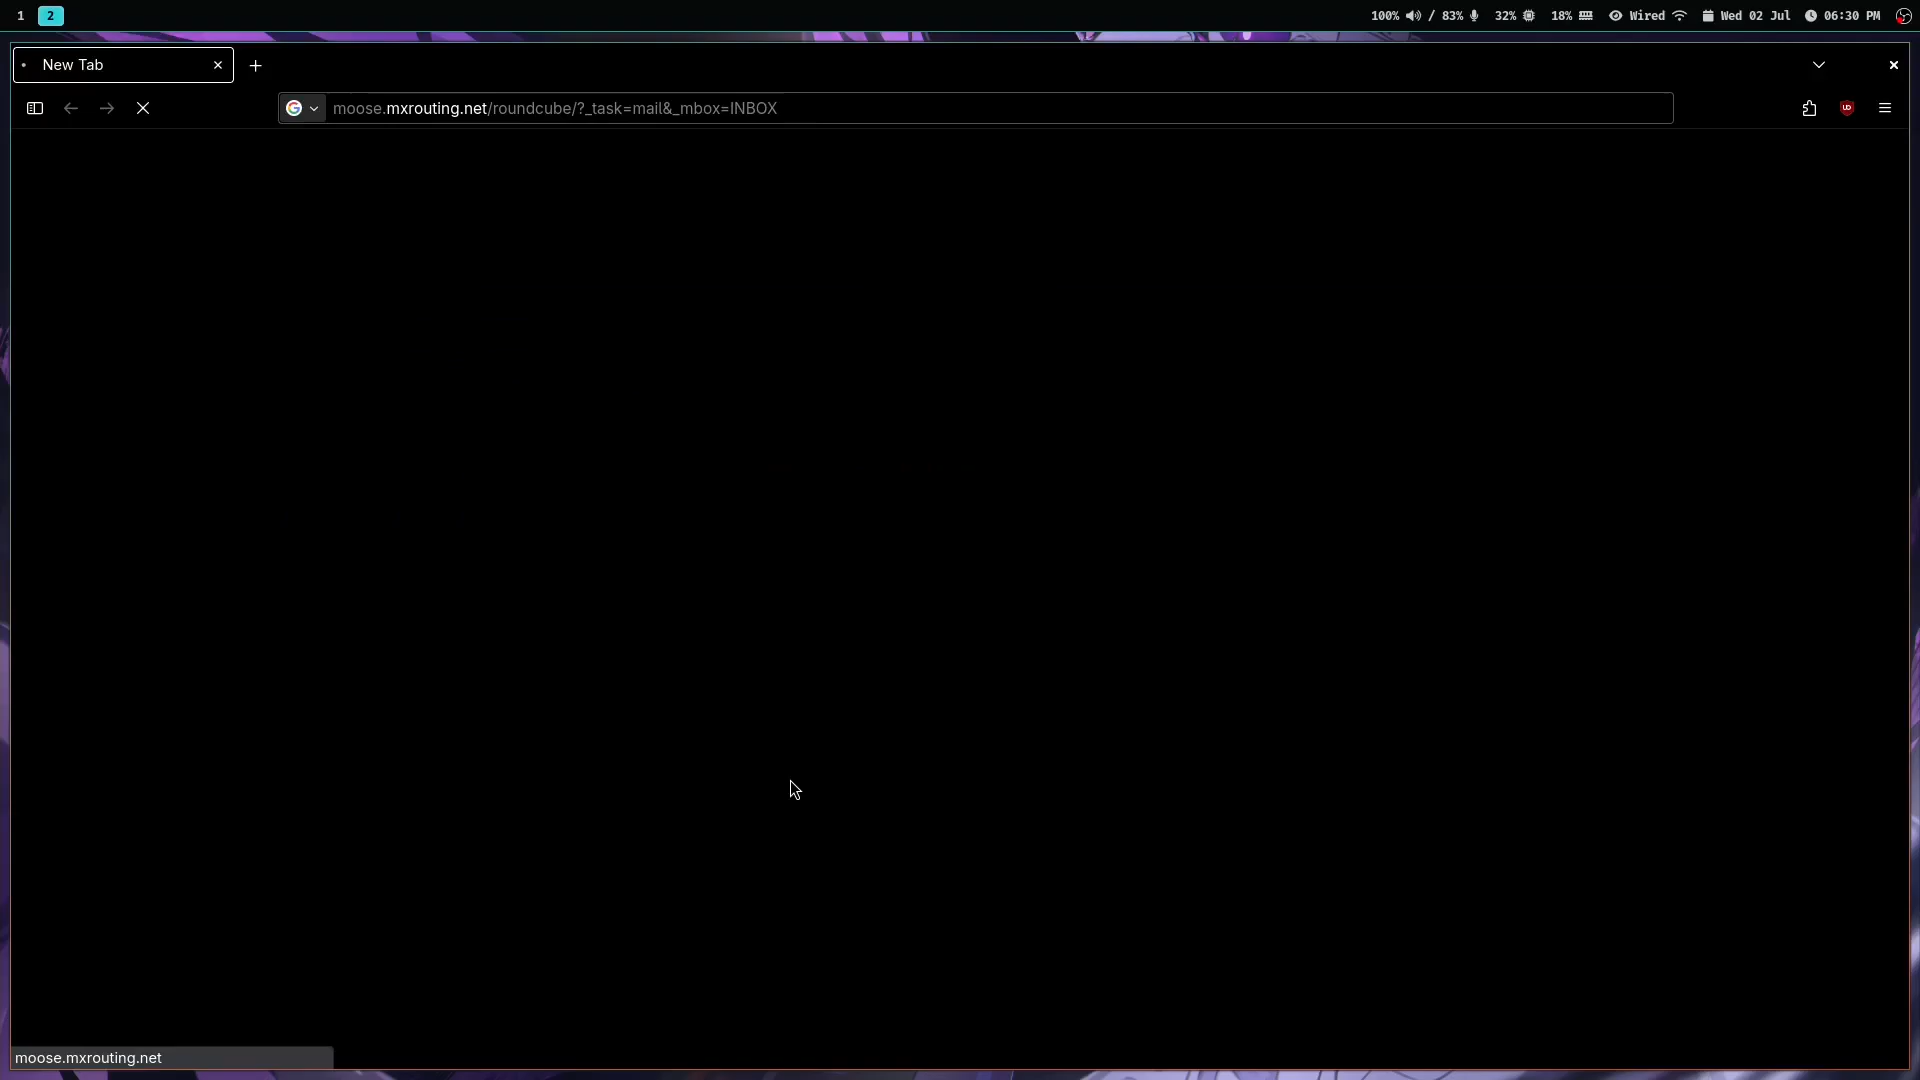 1 2 100% / 83% 32% 18% Wired Wed 02 Jul 06:30 PM
New Tab
moose.mxrouting.net/roundcube/?_task=mail&_mbox=INBOX
moose.mxrouting.net